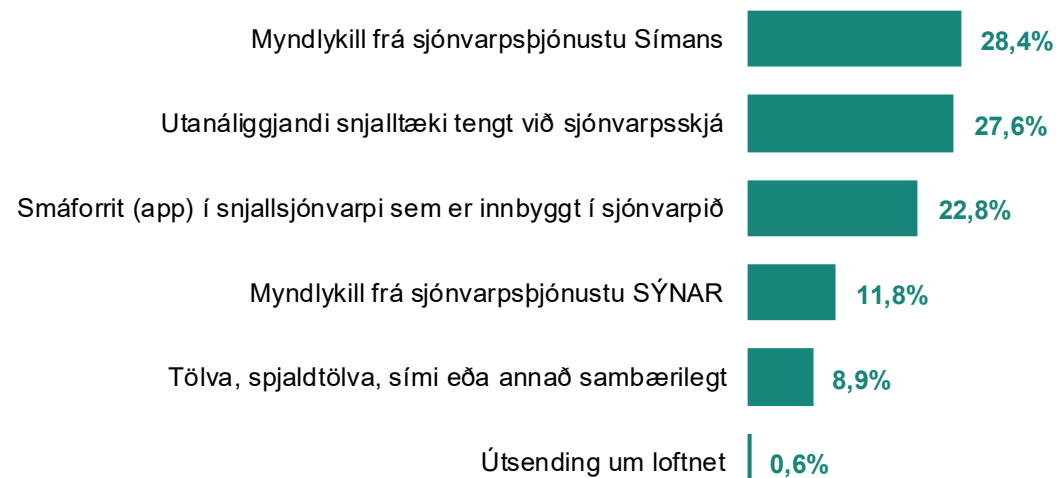 Myndlykill frá sjónvarpsþjónustu Símans 28,4%
Utanáliggjandi snjalltæki tengt við sjónvarpsskjá 27,6%
Smáforrit (app) í snjallsjónvarpi sem er innbyggt í sjónvarpið 22,8%
Myndlykill frá sjónvarpsþjónustu SÝNAR 11,8%
Tölva, spjaldtölva, sími eða annað sambærilegt 8,9%
Útsending um loftnet 0,6%